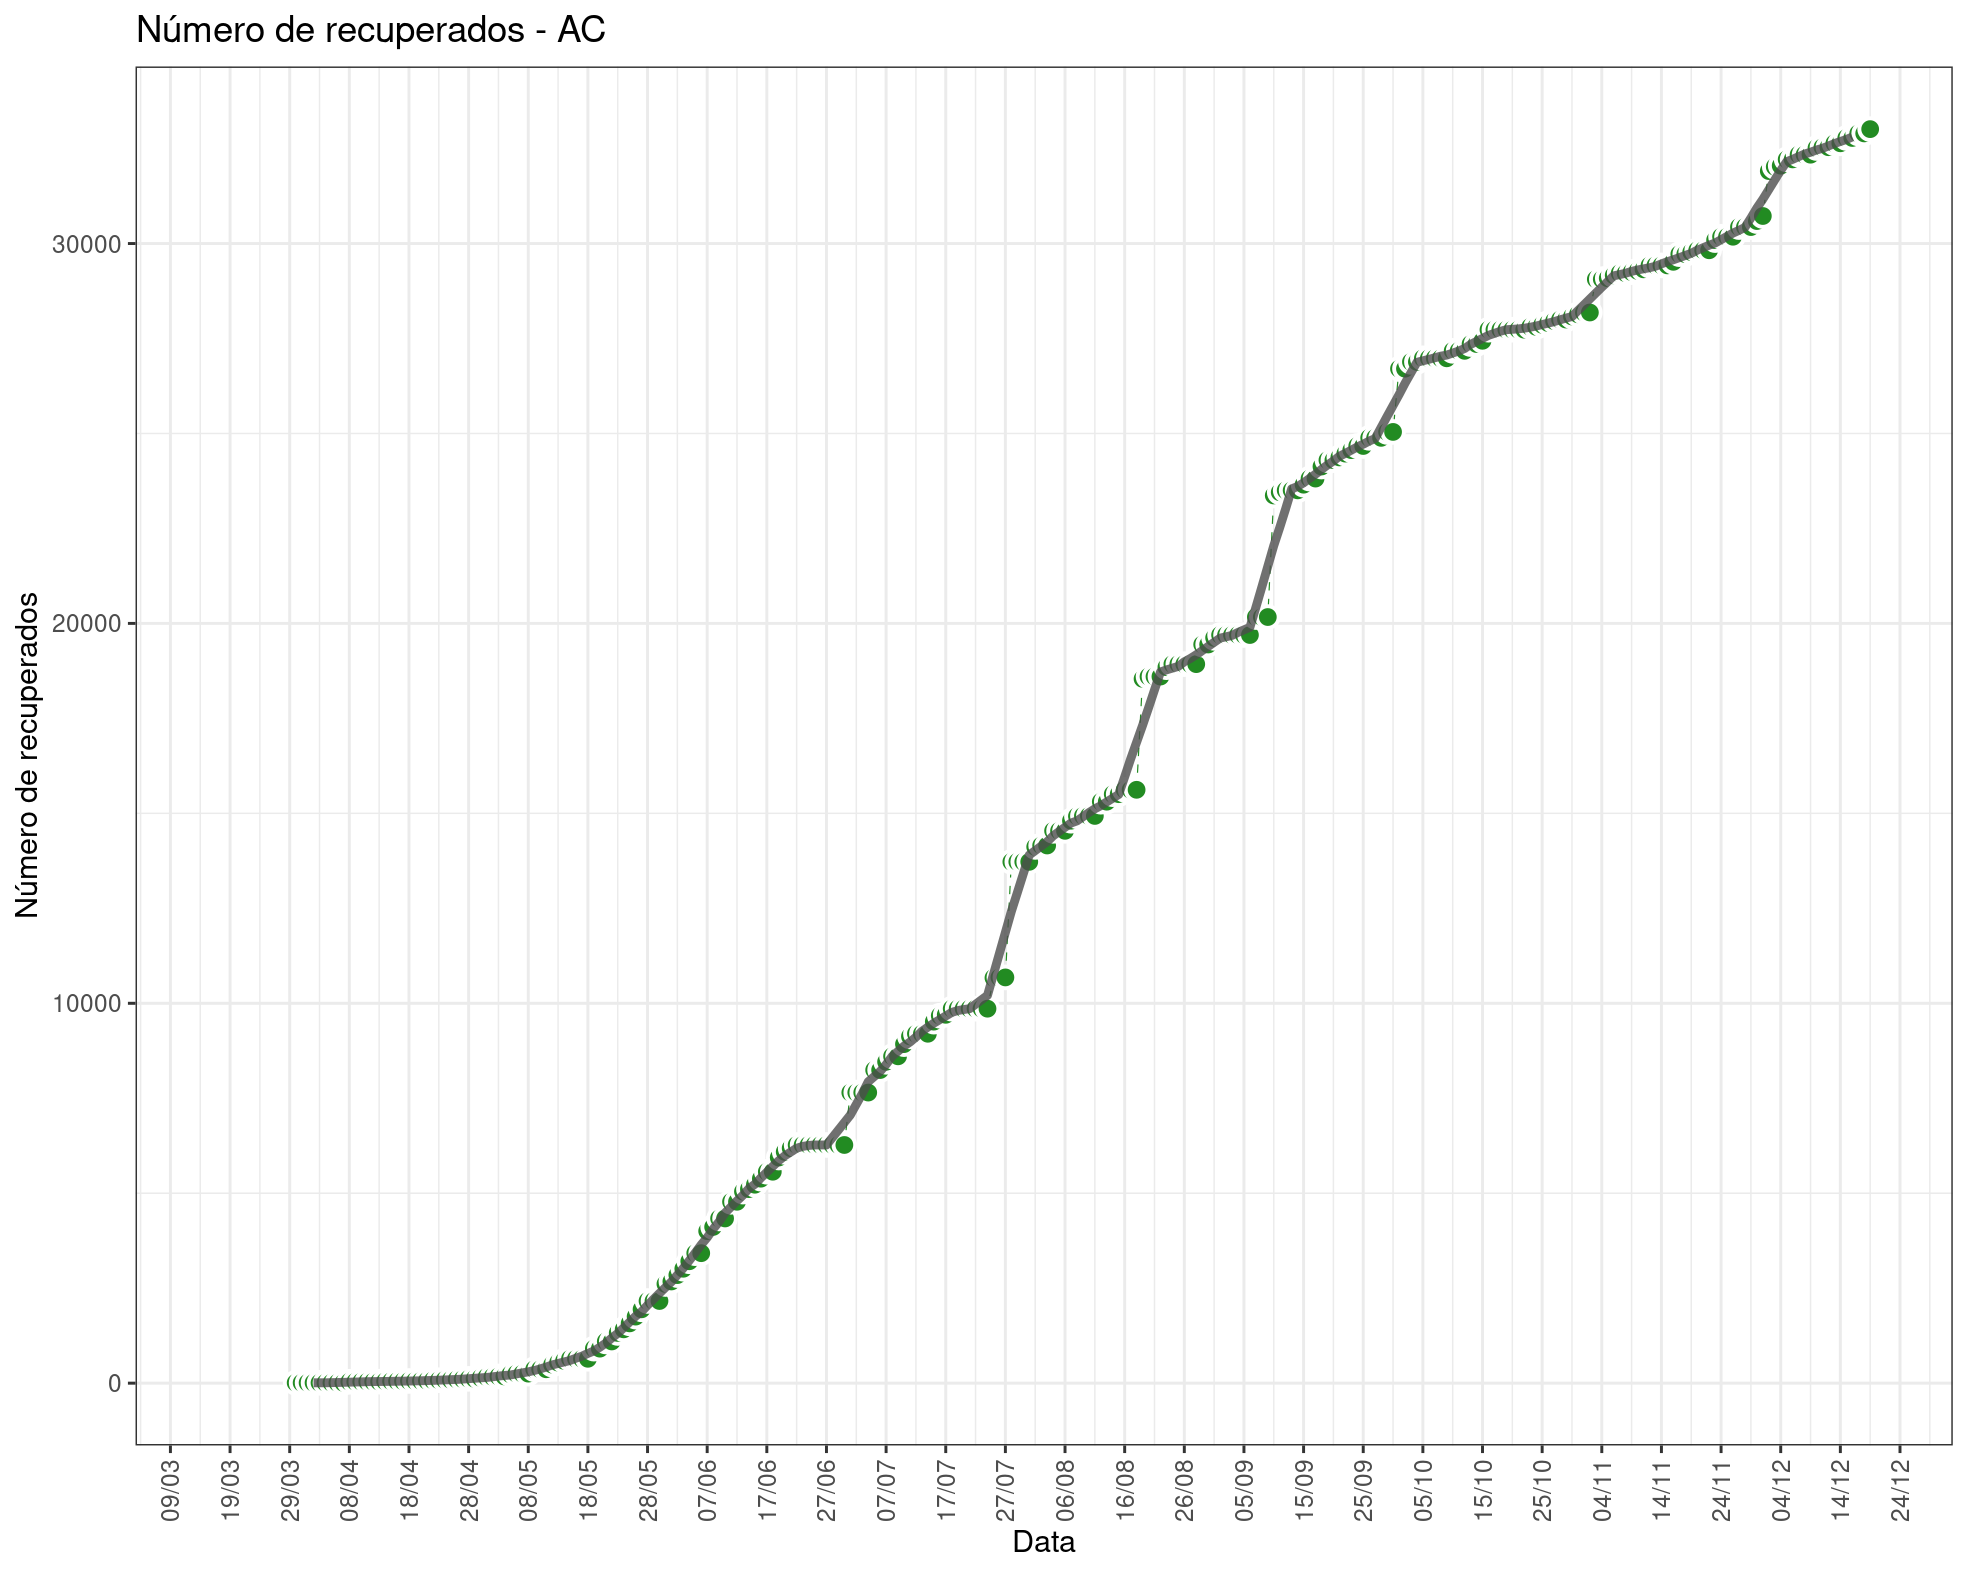 Número de recuperados - AC
Número de recuperados
30000
20000
10000
0
09/03 19/03 29/03 08/04 18/04 28/04 08/05 18/05 28/05 07/06 17/06 27/06 07/07 17/07 27/07 06/08 16/08 26/08 05/09 15/09 25/09 05/10 15/10 25/10 04/11 14/11 24/11 04/12 14/12 24/12
Data